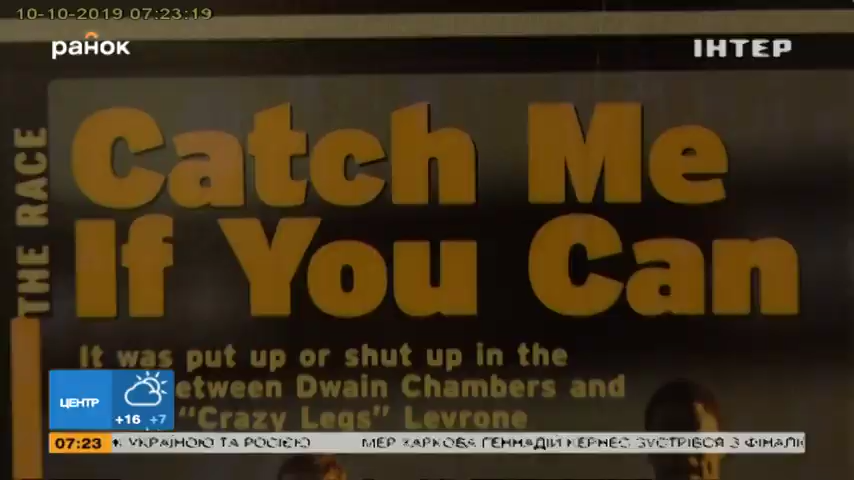 10-10-2019 07:23:19
ранок
ІНТЕР
THE RACE
Catch Me
If You Can
It was put up or shut up in the
etween Dwain Chambers and
"Crazy Legs" Levrone
ЦЕНТР
+16 +7
07:23
УКРАЇНОЮ ТА РОСІЄЮ МЕР ХАРКОВА ГЕННАДІЙ КЕРНЕС ЗУСТРІВСЯ З ФІНАЛІ